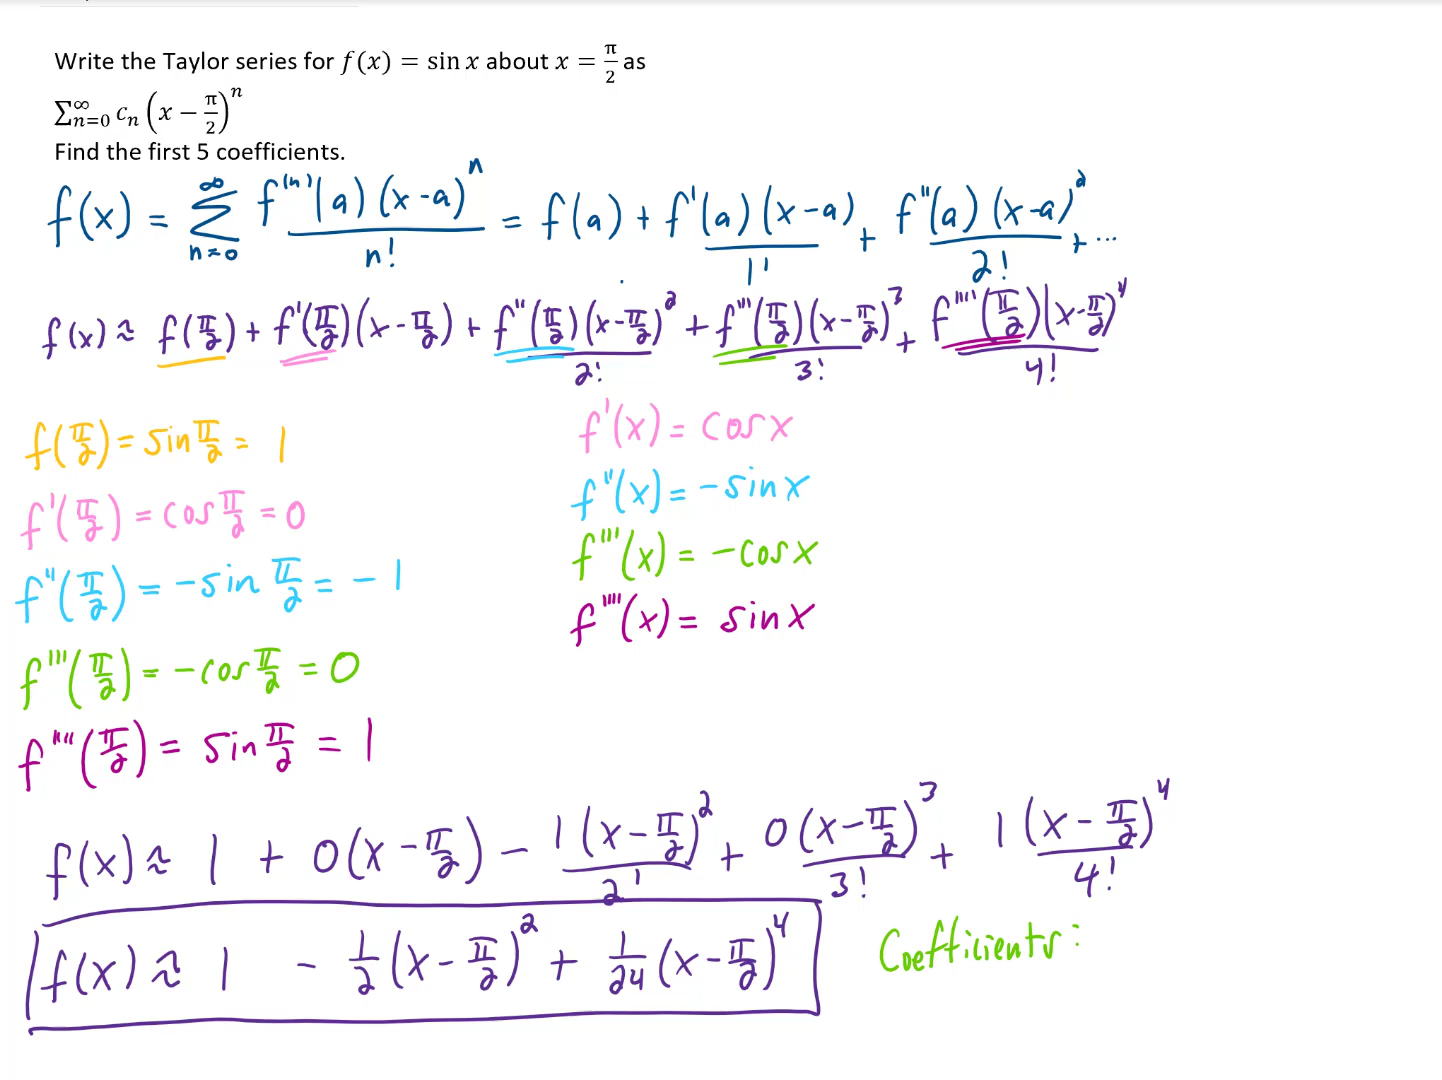 Write the Taylor series for f(x) = sin x about x = π/2 as
∑_{n=0}^{∞} c_n (x − π/2)^n
Find the first 5 coefficients.
f(x) = ∑_{n=0}^{∞} f^{(n)}(a)(x-a)^n / n! = f(a) + f'(a)(x-a) / 1! + f''(a)(x-a)^2 / 2! + ...
f(x) ≈ f(π/2) + f'(π/2)(x-π/2) + f''(π/2)(x-π/2)^2 / 2! + f'''(π/2)(x-π/2)^3 / 3! + f''''(π/2)(x-π/2)^4 / 4!
f(π/2) = sin π/2 = 1
f'(x) = cos x
f'(π/2) = cos π/2 = 0
f''(x) = -sin x
f''(π/2) = -sin π/2 = -1
f'''(x) = -cos x
f''''(x) = sin x
f'''(π/2) = -cos π/2 = 0
f''''(π/2) = sin π/2 = 1
f(x) ≈ 1 + 0(x-π/2) - 1(x-π/2)^2 / 2! + 0(x-π/2)^3 / 3! + 1(x-π/2)^4 / 4!
f(x) ≈ 1 - 1/2 (x-π/2)^2 + 1/24 (x-π/2)^4
Coefficients: